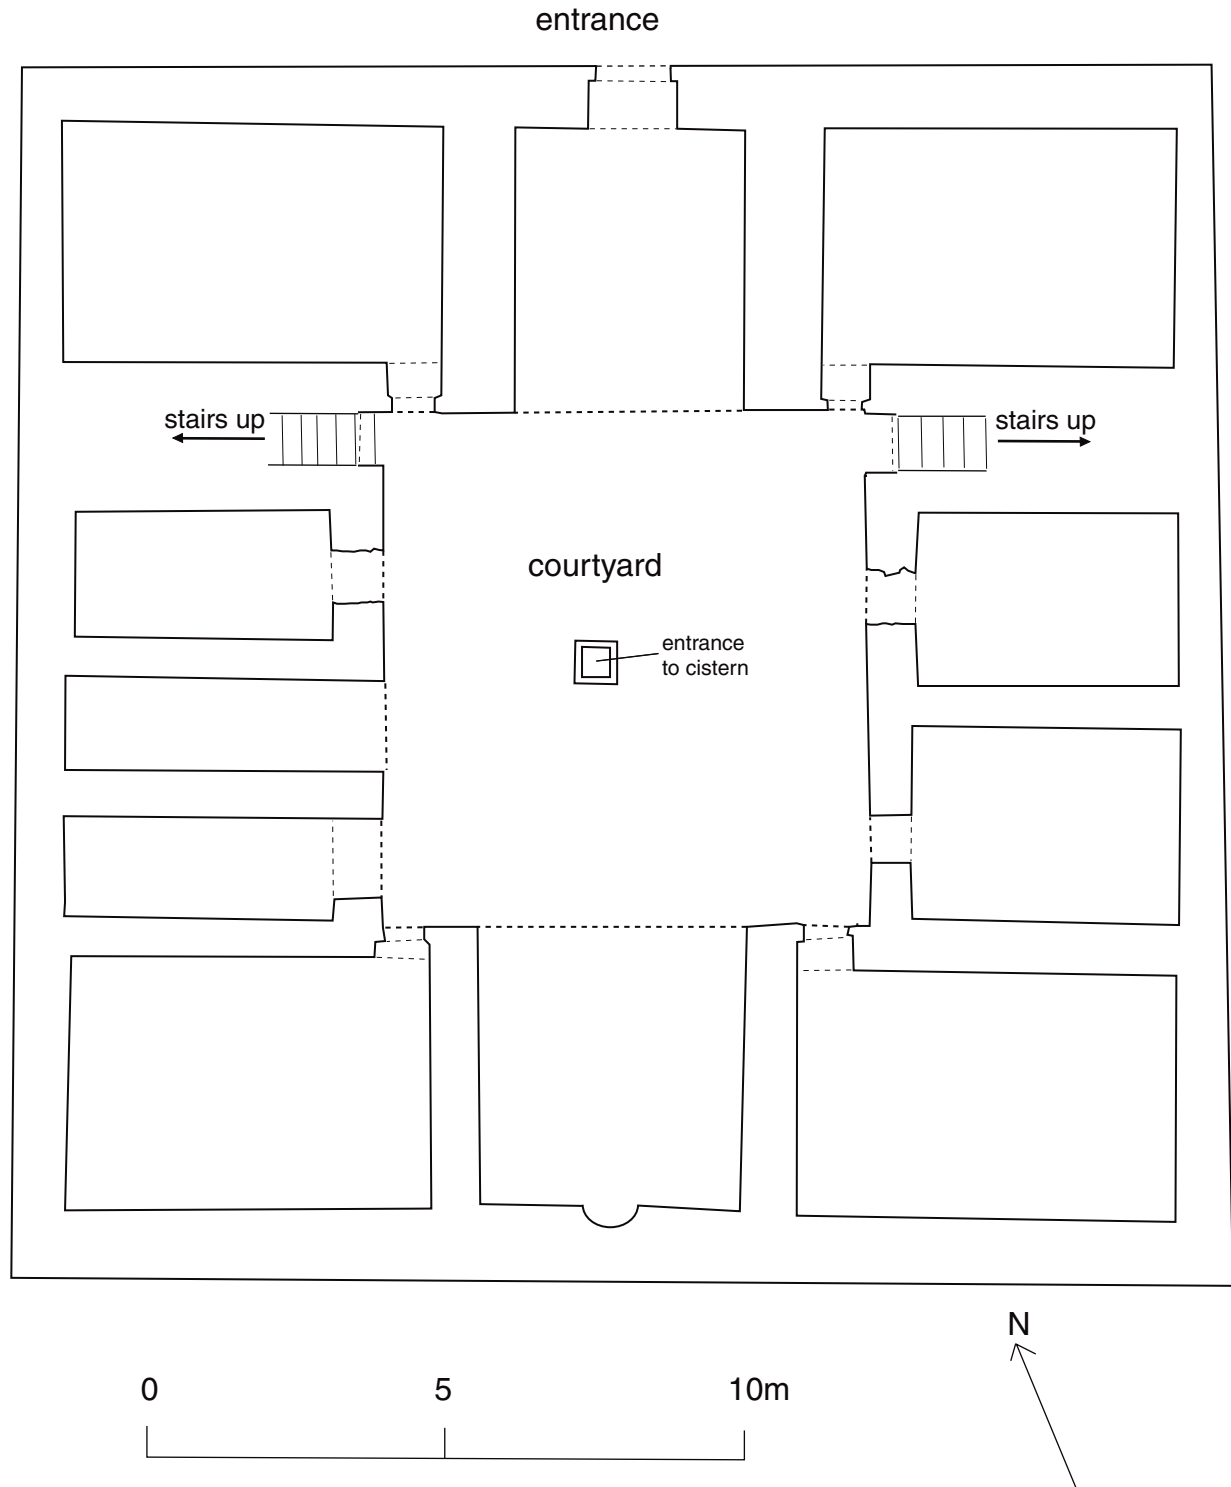 entrance
stairs up
stairs up
courtyard
entrance
to cistern
N
0 5 10m